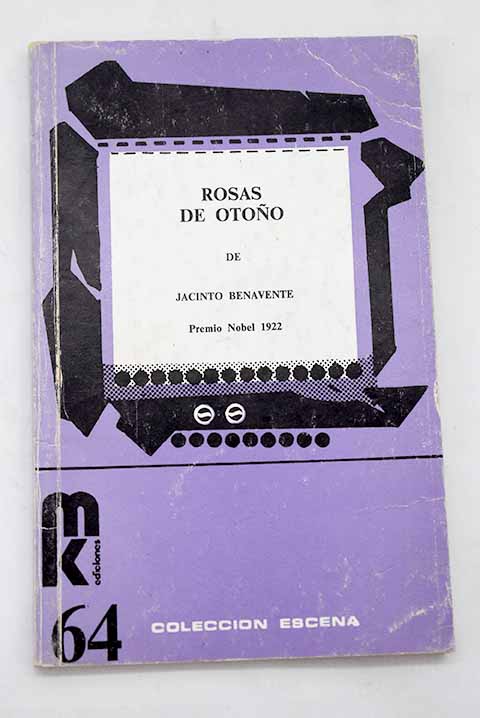 ROSAS
DE OTOÑO
DE
JACINTO BENAVENTE
Premio Nobel 1922
mk
ediciones
64
COLECCION ESCENA